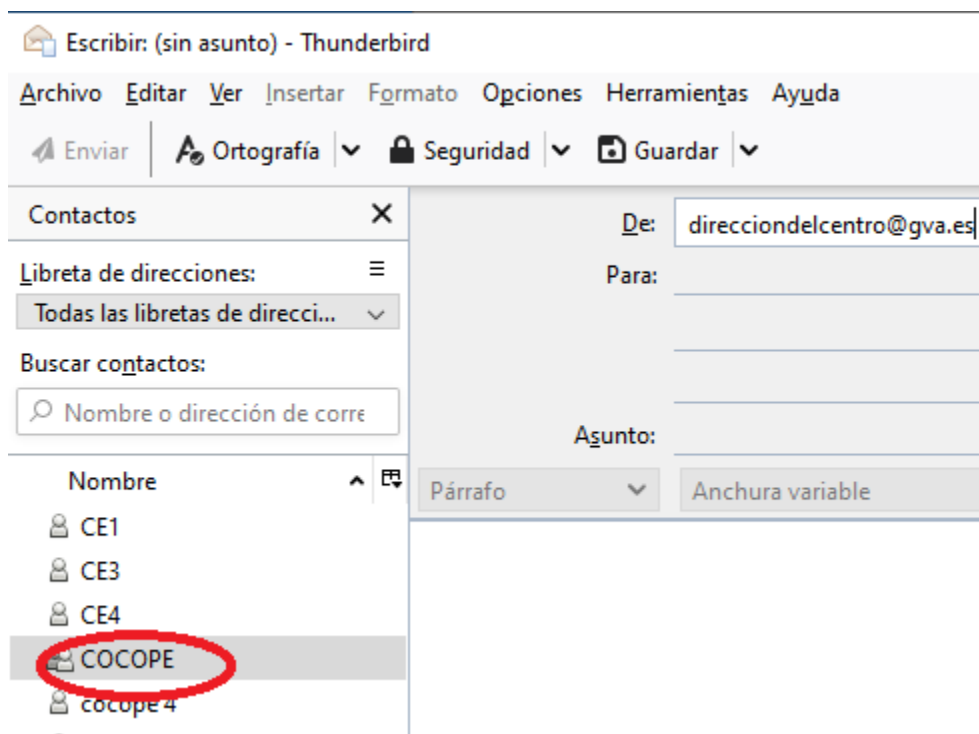 Escribir: (sin asunto) - Thunderbird
Archivo Editar Ver Insertar Formato Opciones Herramientas Ayuda
Enviar Ortografía Seguridad Guardar
Contactos
De: direcciondelcentro@gva.es
Libreta de direcciones:
Para:
Todas las libretas de direcci...
Buscar contactos:
Nombre o dirección de corre
Asunto:
Nombre
Párrafo Anchura variable
CE1
CE3
CE4
COCOPE
cocope 4